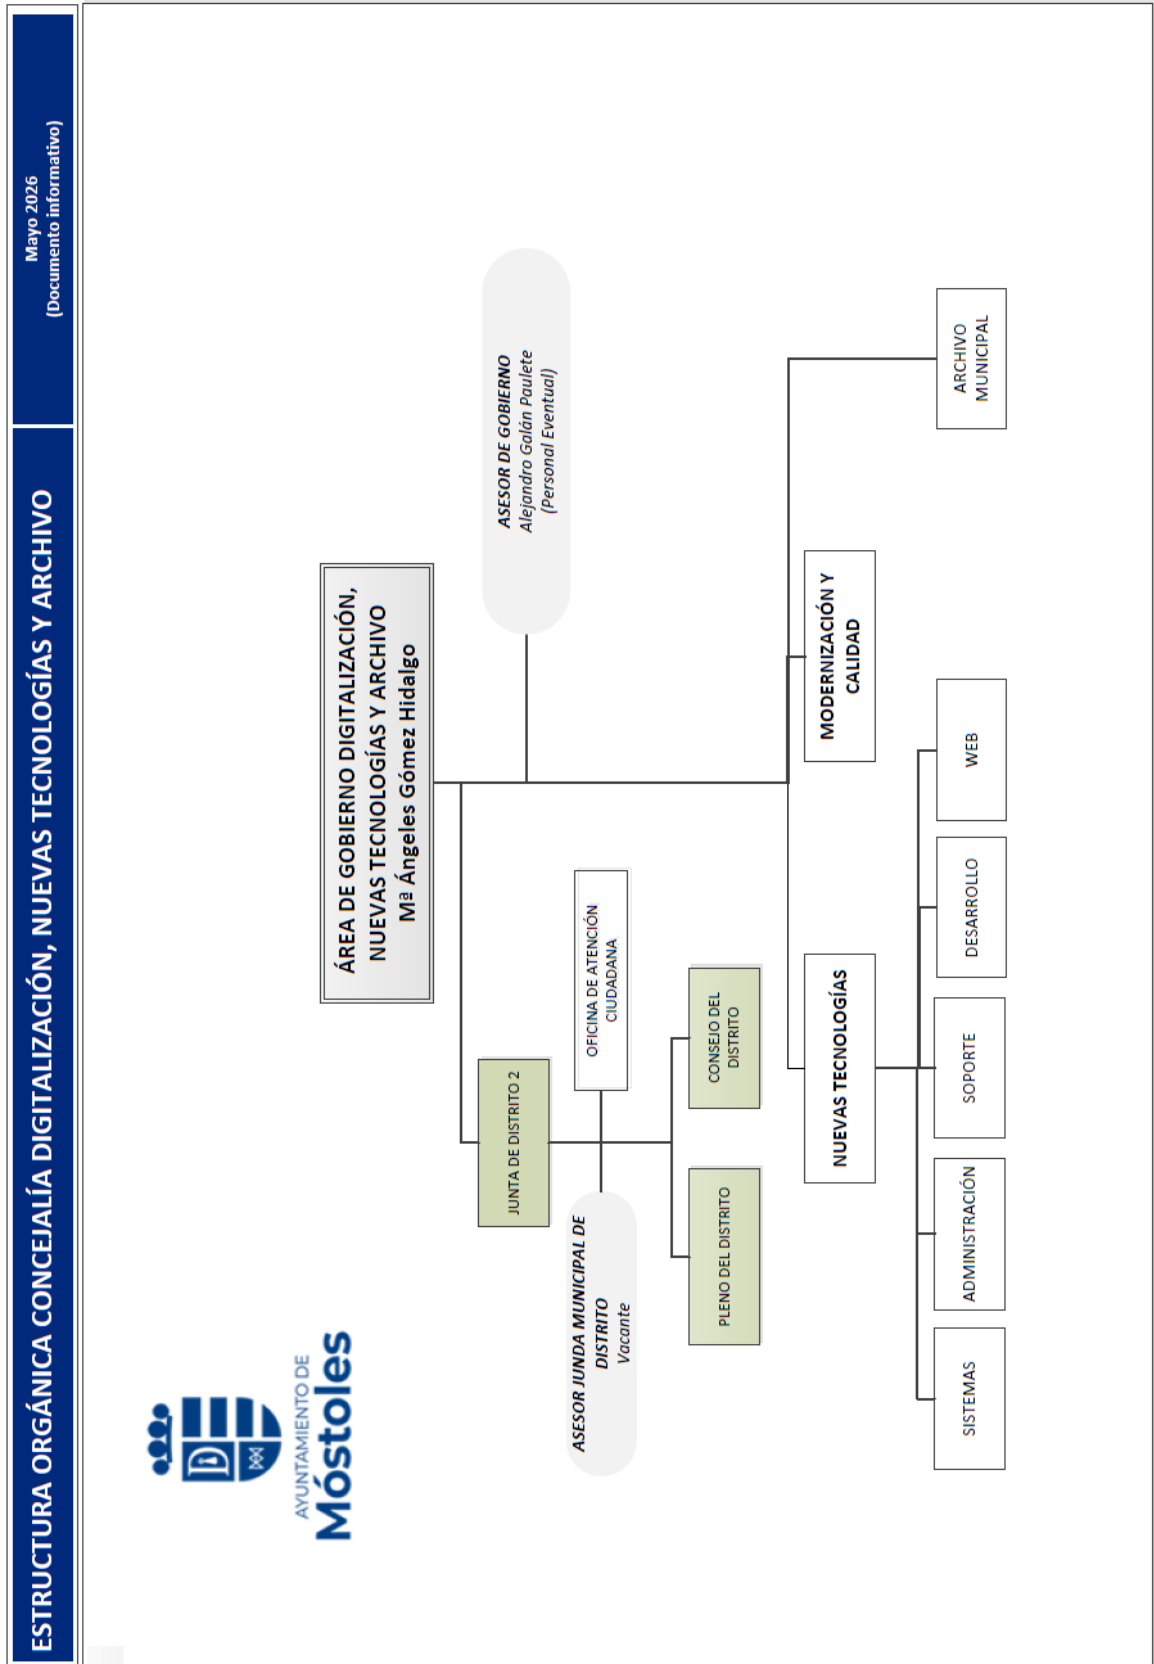 ESTRUCTURA ORGÁNICA CONCEJALÍA DIGITALIZACIÓN, NUEVAS TECNOLOGÍAS Y ARCHIVO
Mayo 2026
(Documento informativo)
AYUNTAMIENTO DE
Móstoles
ÁREA DE GOBIERNO DIGITALIZACIÓN,
NUEVAS TECNOLOGÍAS Y ARCHIVO
Mª Ángeles Gómez Hidalgo
ASESOR DE GOBIERNO
Alejandro Galán Paulete
(Personal Eventual)
JUNTA DE DISTRITO 2
ASESOR JUNDA MUNICIPAL DE
DISTRITO
Vacante
OFICINA DE ATENCIÓN
CIUDADANA
PLENO DEL DISTRITO
CONSEJO DEL
DISTRITO
NUEVAS TECNOLOGÍAS
MODERNIZACIÓN Y
CALIDAD
SISTEMAS
ADMINISTRACIÓN
SOPORTE
DESARROLLO
WEB
ARCHIVO
MUNICIPAL